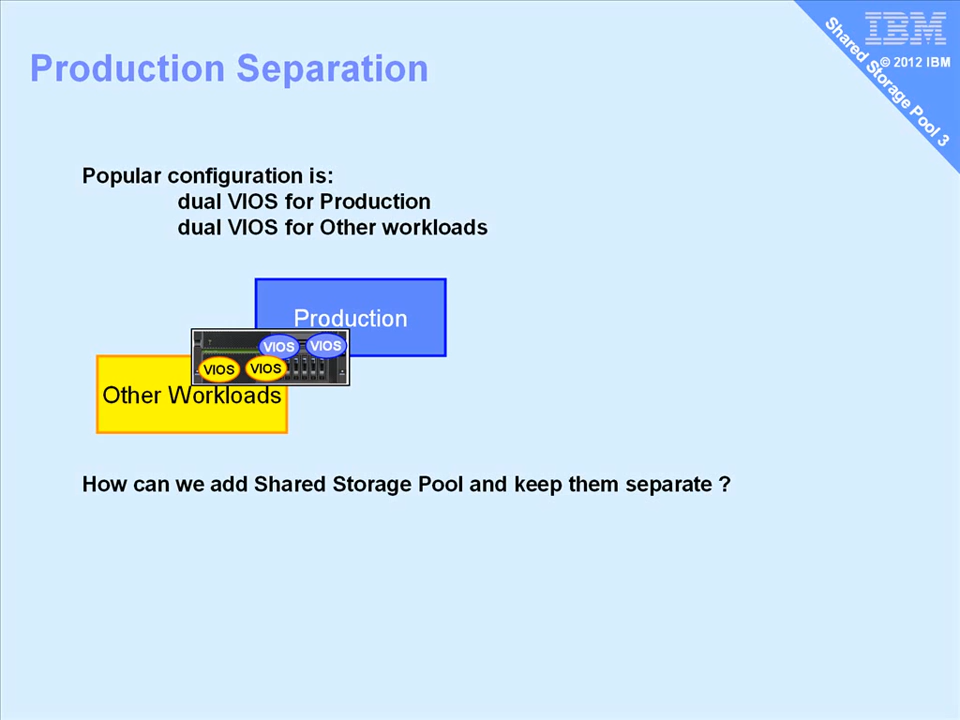 Production Separation
IBM
© 2012 IBM
Shared Storage Pool 3
Popular configuration is:
dual VIOS for Production
dual VIOS for Other workloads
Production
VIOS
VIOS
VIOS
VIOS
Other Workloads
How can we add Shared Storage Pool and keep them separate ?